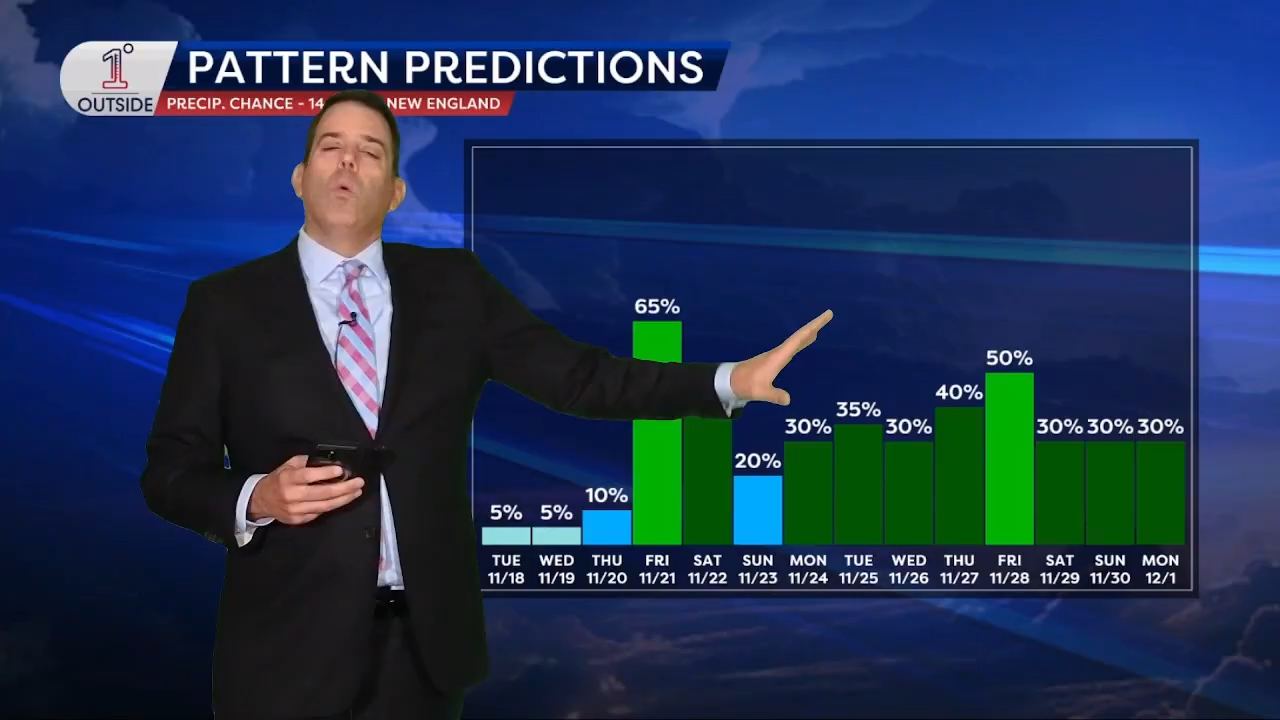 1°
OUTSIDE
PATTERN PREDICTIONS
PRECIP. CHANCE - 14 NEW ENGLAND
65%
50%
40%
35%
30% 30% 30% 30% 30%
20%
10%
5% 5%
TUE WED THU FRI SAT SUN MON TUE WED THU FRI SAT SUN MON
11/18 11/19 11/20 11/21 11/22 11/23 11/24 11/25 11/26 11/27 11/28 11/29 11/30 12/1